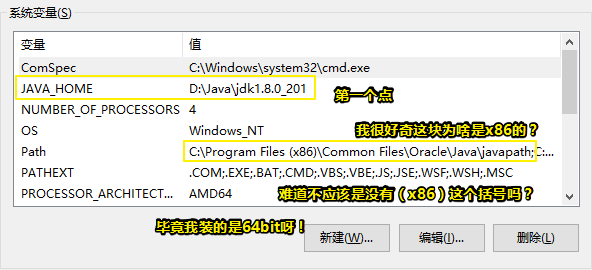 系统变量(S)
变量 值
ComSpec C:\Windows\system32\cmd.exe
JAVA_HOME D:\Java\jdk1.8.0_201
第一个点
NUMBER_OF_PROCESSORS 4
我很好奇这块为啥是x86的？
OS Windows_NT
Path C:\Program Files (x86)\Common Files\Oracle\Java\javapath;C:...
PATHEXT .COM;.EXE;.BAT;.CMD;.VBS;.VBE;.JS;.JSE;.WSF;.WSH;.MSC
PROCESSOR_ARCHITECT... AMD64
难道不应该是没有（x86）这个括号吗？
毕竟我装的是64bit呀！
新建(W)... 编辑(I)... 删除(L)